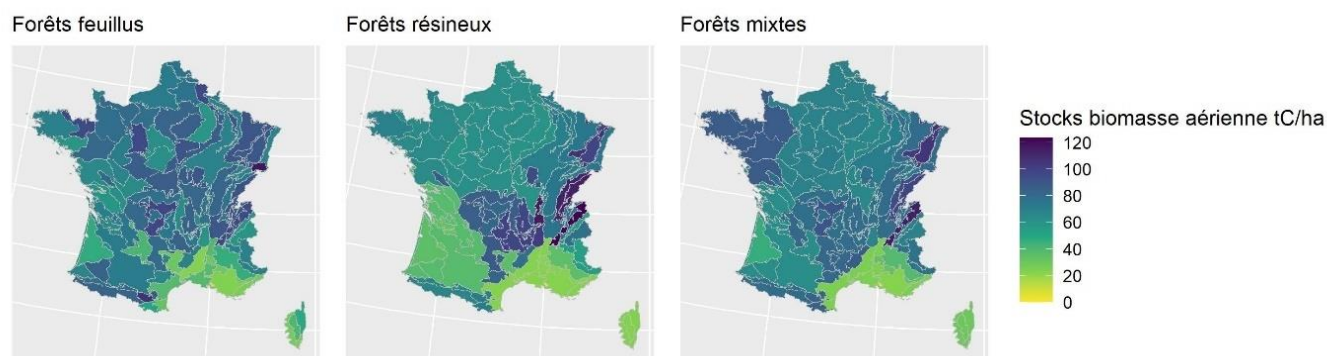 Forêts feuillus
Forêts résineux
Forêts mixtes
Stocks biomasse aérienne tC/ha
120
100
80
60
40
20
0